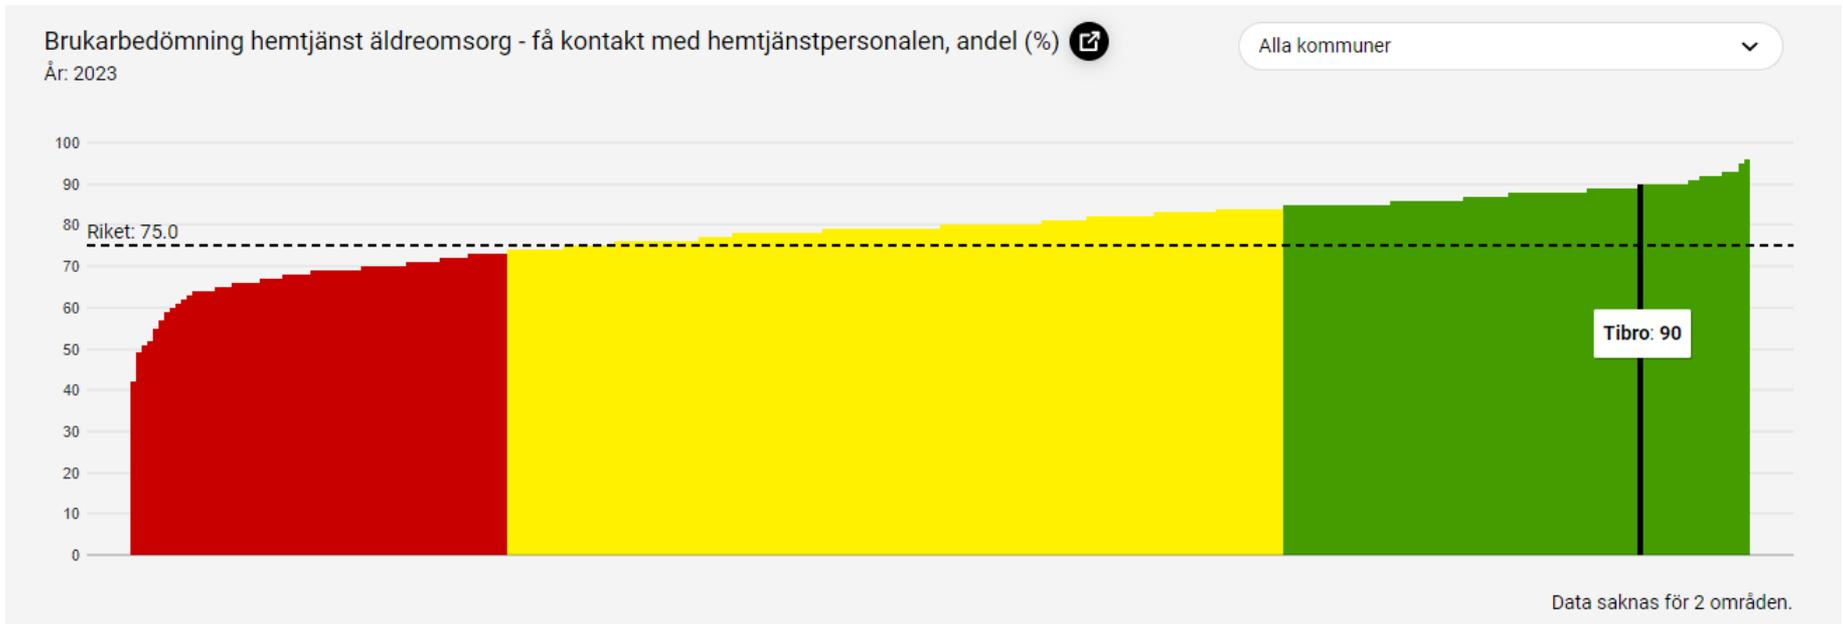 Brukarbedömning hemtjänst äldreomsorg - få kontakt med hemtjänstpersonalen, andel (%)
År: 2023
Alla kommuner
100
90
80
70
60
50
40
30
20
10
0
Riket: 75.0
Tibro: 90
Data saknas för 2 områden.